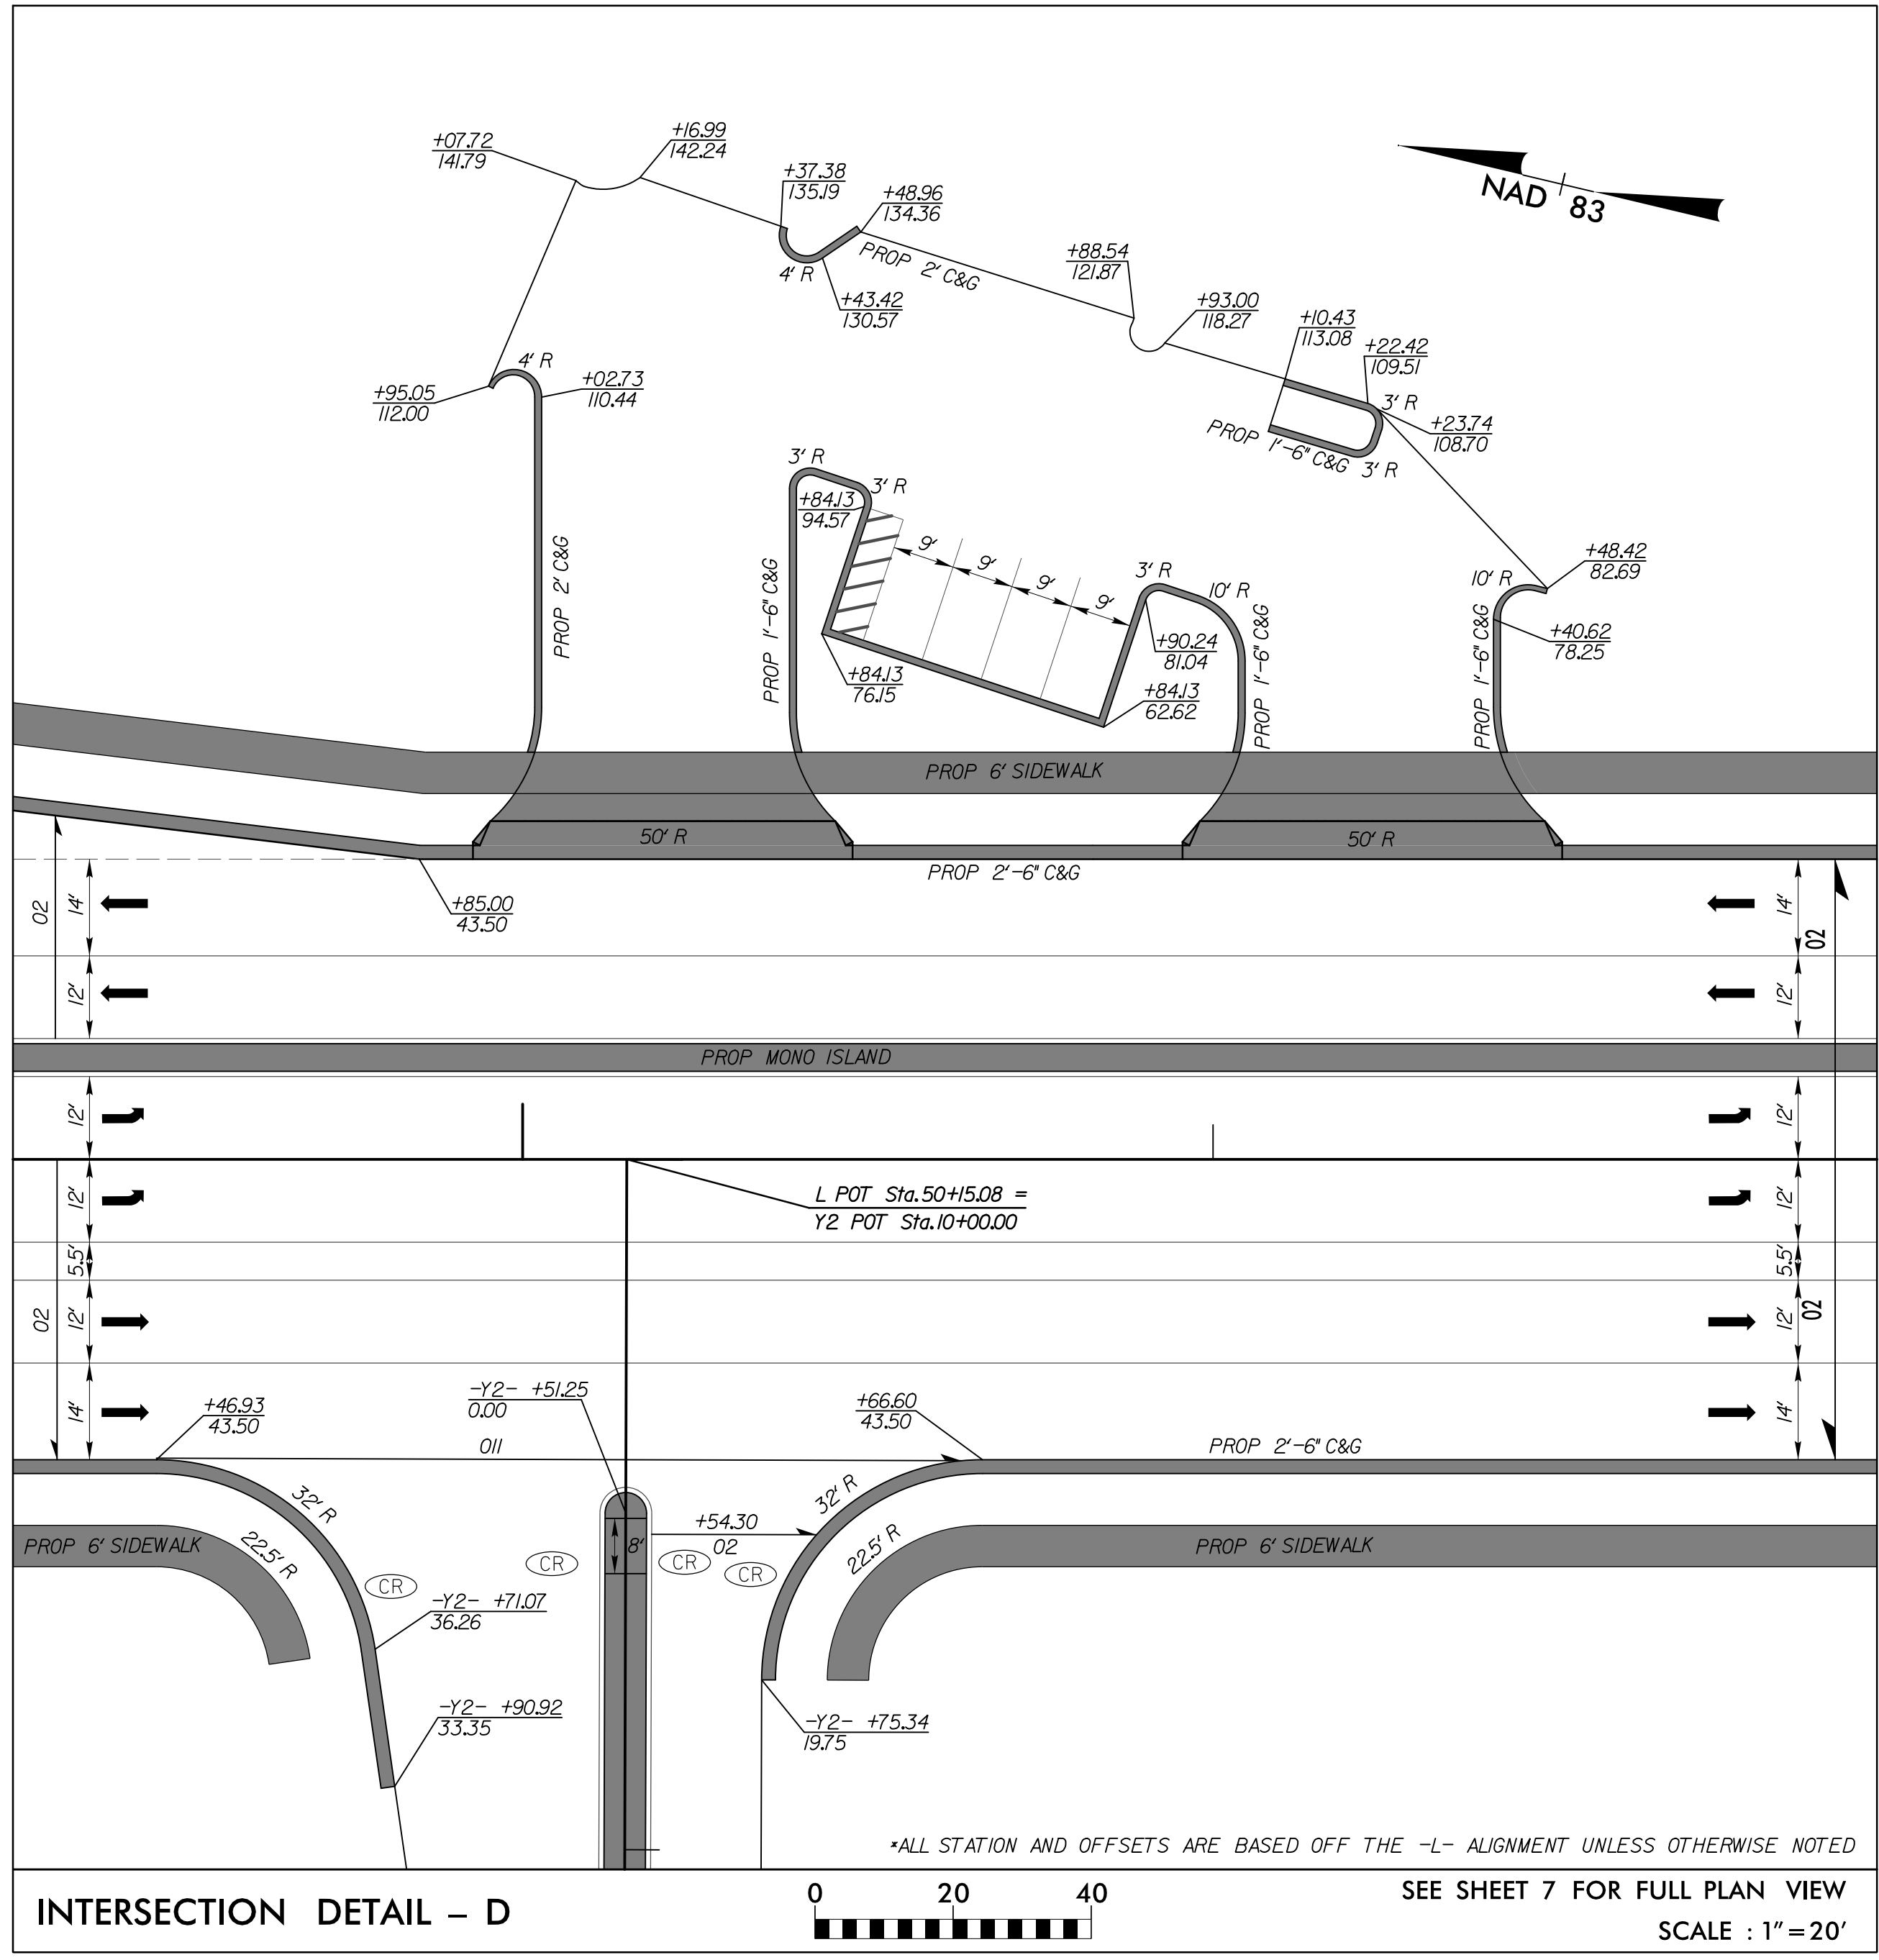 +07.72
141.79
+16.99
142.24
+37.38
135.19
+48.96
134.36
NAD 83
4' R
PROP 2' C&G
+43.42
130.57
+88.54
121.87
+93.00
118.27
+10.43
113.08
+22.42
109.51
3' R
+23.74
108.70
PROP 1'-6" C&G
3' R
4' R
+95.05
112.00
+02.73
110.44
3' R
3' R
+84.13
94.57
9'
9'
9'
9'
3' R
10' R
10' R
+48.42
82.69
PROP 2' C&G
PROP 1'-6" C&G
+84.13
76.15
+90.24
81.04
+84.13
62.62
PROP 1'-6" C&G
PROP 1'-6" C&G
+40.62
78.25
PROP 6' SIDEWALK
50' R
50' R
PROP 2'-6" C&G
+85.00
43.50
02
14'
14'
02
12'
12'
PROP MONO ISLAND
12'
12'
L POT Sta.50+15.08 =
Y2 POT Sta.10+00.00
12'
12'
5.5'
5.5'
02
12'
12'
02
14'
14'
+46.93
43.50
-Y2- +51.25
0.00
+66.60
43.50
011
PROP 2'-6" C&G
32' R
32' R
PROP 6' SIDEWALK
22.5' R
8'
+54.30
02
22.5' R
PROP 6' SIDEWALK
CR
CR
CR
CR
-Y2- +71.07
36.26
-Y2- +90.92
33.35
-Y2- +75.34
19.75
*ALL STATION AND OFFSETS ARE BASED OFF THE -L- ALIGNMENT UNLESS OTHERWISE NOTED
INTERSECTION DETAIL – D
0 20 40
SEE SHEET 7 FOR FULL PLAN VIEW
SCALE : 1"=20'